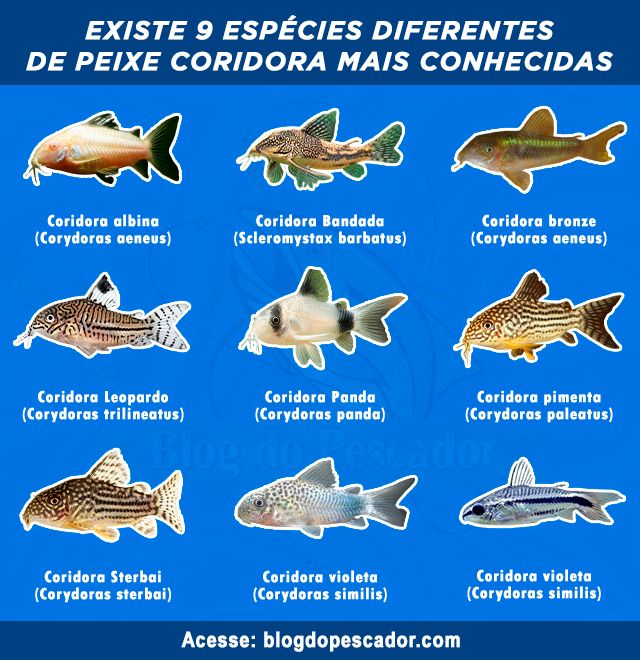 EXISTE 9 ESPÉCIES DIFERENTES
DE PEIXE CORIDORA MAIS CONHECIDAS
Coridora albina
(Corydoras aeneus)
Coridora Bandada
(Scleromystax barbatus)
Coridora bronze
(Corydoras aeneus)
Coridora Leopardo
(Corydoras trilineatus)
Coridora Panda
(Corydoras panda)
Coridora pimenta
(Corydoras paleatus)
Blog do Pescador
Coridora Sterbai
(Corydoras sterbai)
Coridora violeta
(Corydoras similis)
Coridora violeta
(Corydoras similis)
Acesse: blogdopescador.com